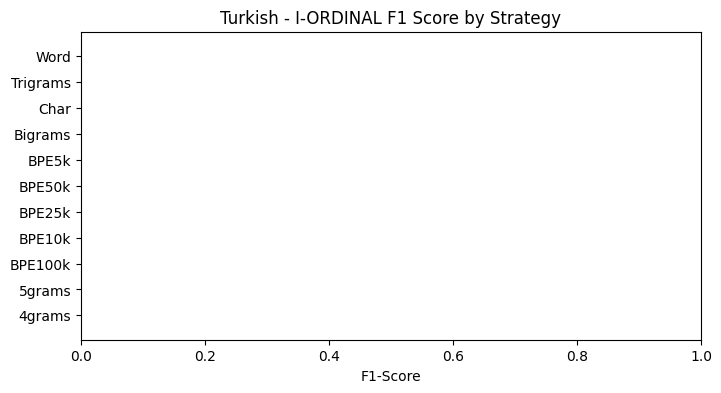 Turkish - I-ORDINAL F1 Score by Strategy
Word
Trigrams
Char
Bigrams
BPE5k
BPE50k
BPE25k
BPE10k
BPE100k
5grams
4grams
0.0 0.2 0.4 0.6 0.8 1.0
F1-Score